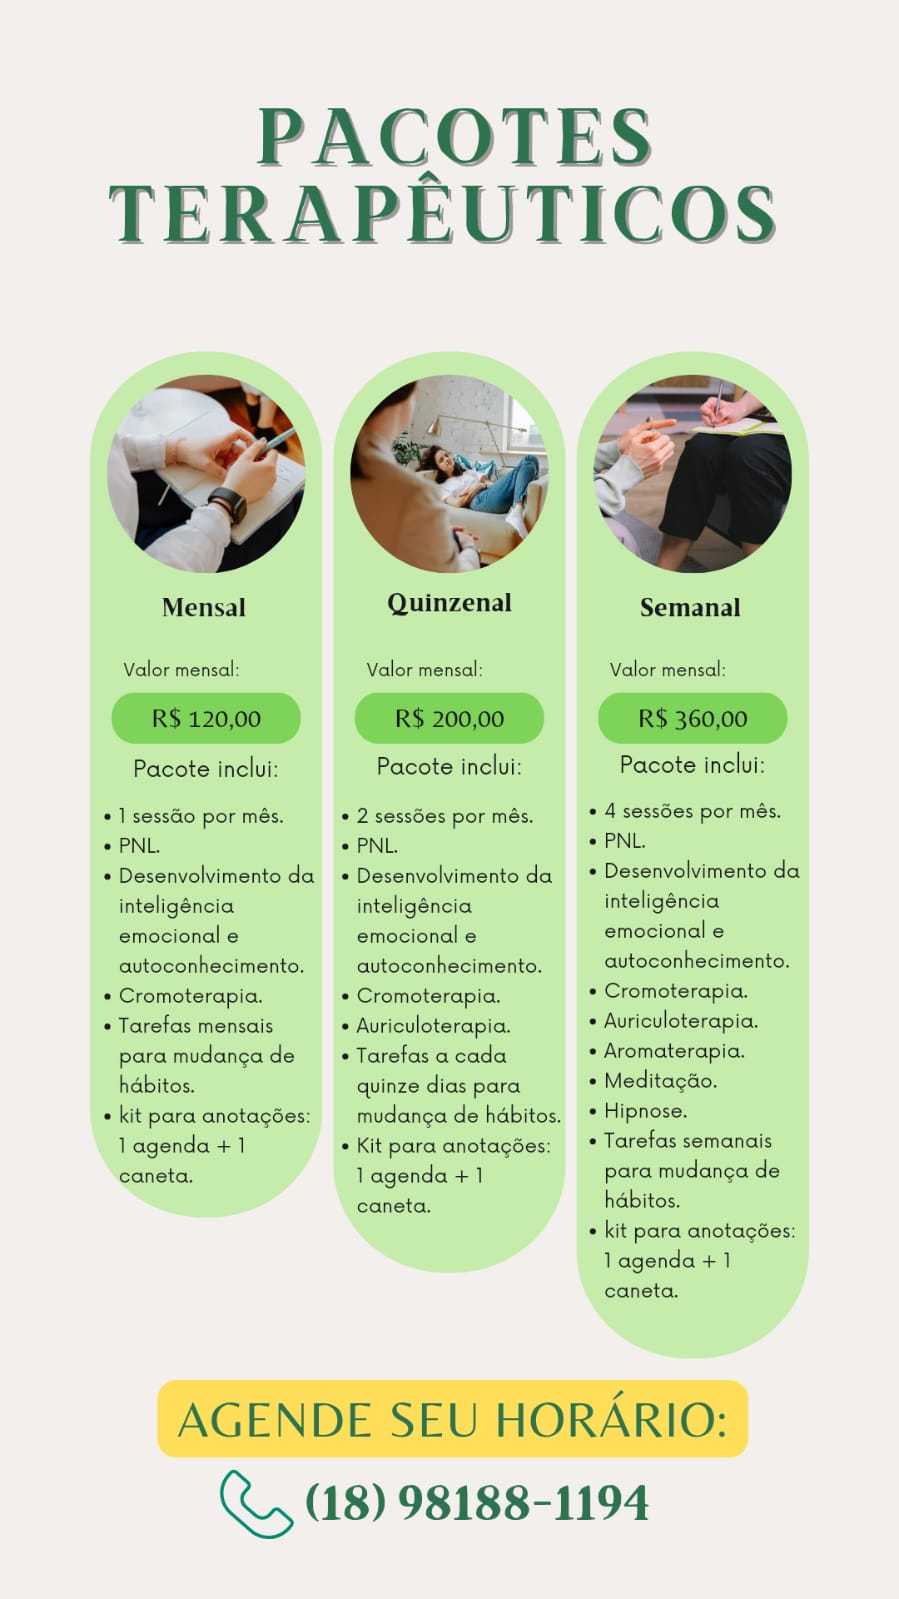 PACOTES
TERAPÊUTICOS
Mensal
Valor mensal:
R$ 120,00
Pacote inclui:
• 1 sessão por mês.
• PNL.
• Desenvolvimento da
inteligência
emocional e
autoconhecimento.
• Cromoterapia.
• Tarefas mensais
para mudança de
hábitos.
• kit para anotações:
1 agenda + 1
caneta.
Quinzenal
Valor mensal:
R$ 200,00
Pacote inclui:
• 2 sessões por mês.
• PNL.
• Desenvolvimento da
inteligência
emocional e
autoconhecimento.
• Cromoterapia.
• Auriculoterapia.
• Tarefas a cada
quinze dias para
mudança de hábitos.
• Kit para anotações:
1 agenda + 1
caneta.
Semanal
Valor mensal:
R$ 360,00
Pacote inclui:
• 4 sessões por mês.
• PNL.
• Desenvolvimento da
inteligência
emocional e
autoconhecimento.
• Cromoterapia.
• Auriculoterapia.
• Aromaterapia.
• Meditação.
• Hipnose.
• Tarefas semanais
para mudança de
hábitos.
• kit para anotações:
1 agenda + 1
caneta.
AGENDE SEU HORÁRIO:
(18) 98188-1194